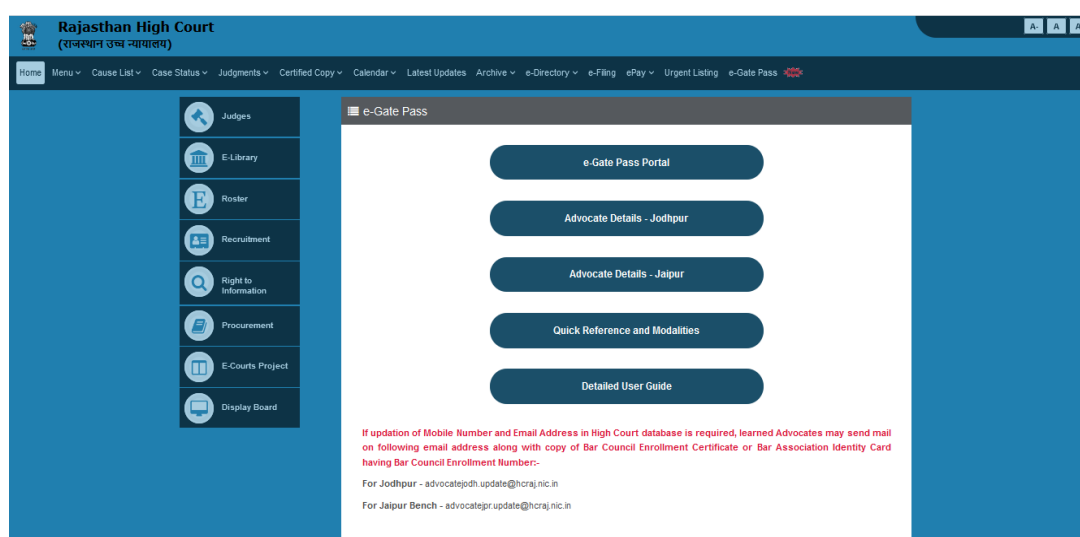 Rajasthan High Court
(राजस्थान उच्च न्यायालय)
A- A A
Home Menu Cause List Case Status Judgments Certified Copy Calendar Latest Updates Archive e-Directory e-Filing ePay Urgent Listing e-Gate Pass
Judges
E-Library
E
Roster
Recruitment
Right to
Information
Procurement
E-Courts Project
Display Board
e-Gate Pass
e-Gate Pass Portal
Advocate Details - Jodhpur
Advocate Details - Jaipur
Quick Reference and Modalities
Detailed User Guide
If updation of Mobile Number and Email Address in High Court database is required, learned Advocates may send mail
on following email address along with copy of Bar Council Enrollment Certificate or Bar Association Identity Card
having Bar Council Enrollment Number:-
For Jodhpur - advocatejodh.update@hcraj.nic.in
For Jaipur Bench - advocatejpr.update@hcraj.nic.in